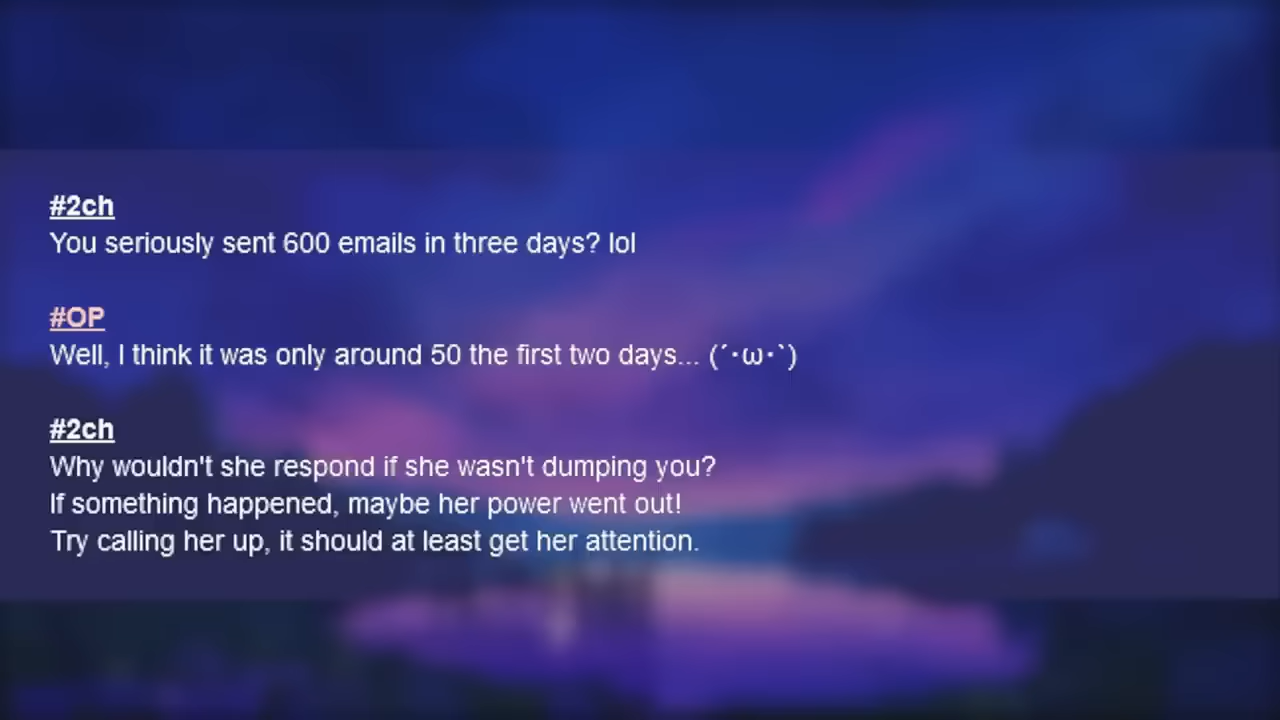 #2ch
You seriously sent 600 emails in three days? lol
#OP
Well, I think it was only around 50 the first two days... (´･ω･`)
#2ch
Why wouldn't she respond if she wasn't dumping you?
If something happened, maybe her power went out!
Try calling her up, it should at least get her attention.